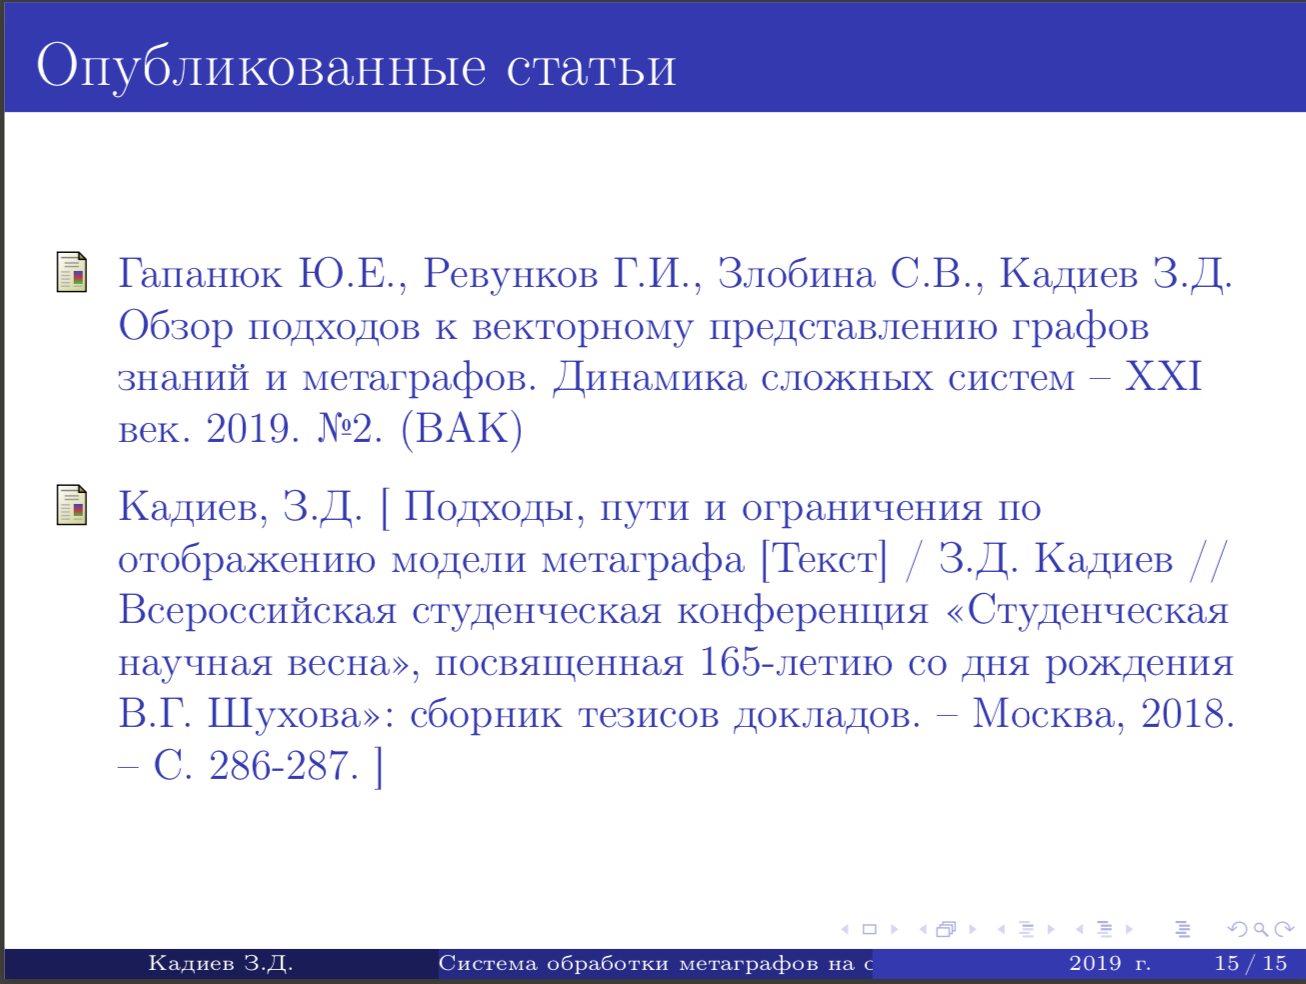 Опубликованные статьи
Гапанюк Ю.Е., Ревунков Г.И., Злобина С.В., Кадиев З.Д.
Обзор подходов к векторному представлению графов
знаний и метаграфов. Динамика сложных систем – XXI
век. 2019. №2. (ВАК)
Кадиев, З.Д. [ Подходы, пути и ограничения по
отображению модели метаграфа [Текст] / З.Д. Кадиев //
Всероссийская студенческая конференция «Студенческая
научная весна», посвященная 165-летию со дня рождения
В.Г. Шухова»: сборник тезисов докладов. – Москва, 2018.
– С. 286-287. ]
Кадиев З.Д. Система обработки метаграфов на о 2019 г. 15 / 15